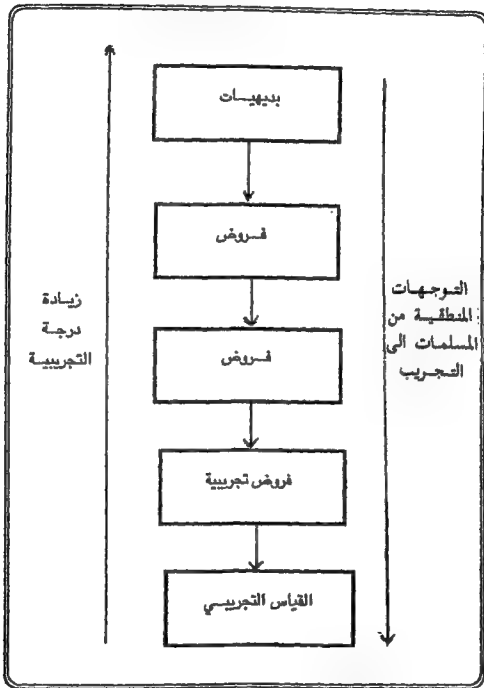 بديهيات
فروض
التوجهات
المنطقية من
المسلمات الى
التجريب
زيادة
درجة
التجريبية
فروض
فروض تجريبية
القياس التجريبي